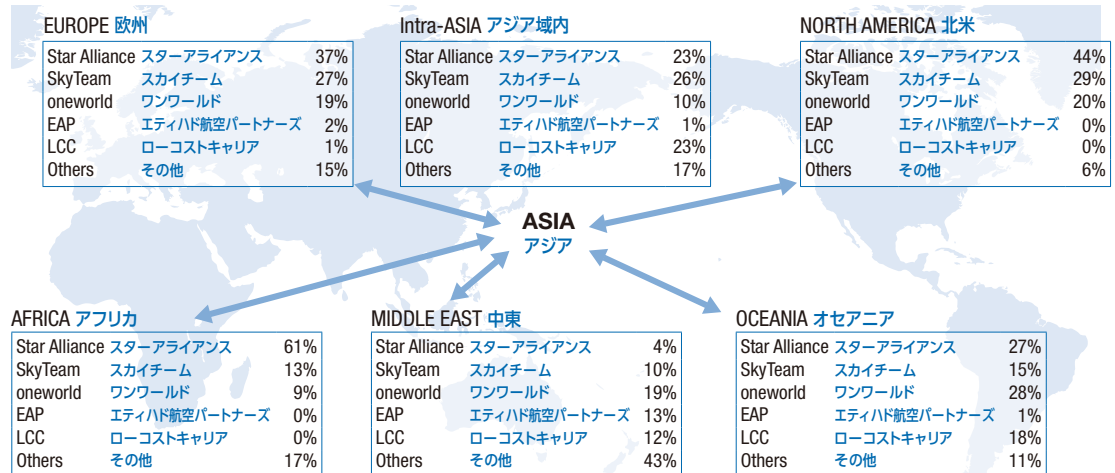 EUROPE 欧州
Star Alliance スターアライアンス 37%
SkyTeam スカイチーム 27%
oneworld ワンワールド 19%
EAP エティハド航空パートナーズ 2%
LCC ローコストキャリア 1%
Others その他 15%
Intra-ASIA アジア域内
Star Alliance スターアライアンス 23%
SkyTeam スカイチーム 26%
oneworld ワンワールド 10%
EAP エティハド航空パートナーズ 1%
LCC ローコストキャリア 23%
Others その他 17%
NORTH AMERICA 北米
Star Alliance スターアライアンス 44%
SkyTeam スカイチーム 29%
oneworld ワンワールド 20%
EAP エティハド航空パートナーズ 0%
LCC ローコストキャリア 0%
Others その他 6%
ASIA
アジア
AFRICA アフリカ
Star Alliance スターアライアンス 61%
SkyTeam スカイチーム 13%
oneworld ワンワールド 9%
EAP エティハド航空パートナーズ 0%
LCC ローコストキャリア 0%
Others その他 17%
MIDDLE EAST 中東
Star Alliance スターアライアンス 4%
SkyTeam スカイチーム 10%
oneworld ワンワールド 19%
EAP エティハド航空パートナーズ 13%
LCC ローコストキャリア 12%
Others その他 43%
OCEANIA オセアニア
Star Alliance スターアライアンス 27%
SkyTeam スカイチーム 15%
oneworld ワンワールド 28%
EAP エティハド航空パートナーズ 1%
LCC ローコストキャリア 18%
Others その他 11%